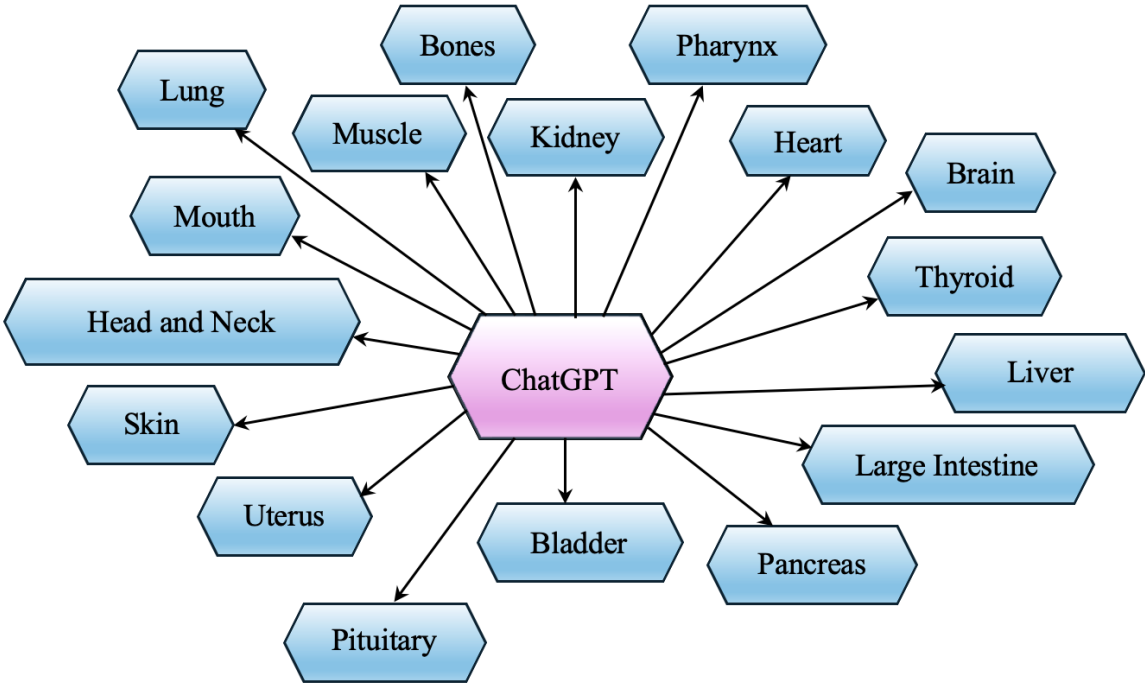 Bones
Pharynx
Lung
Muscle
Kidney
Heart
Brain
Mouth
Thyroid
Head and Neck
ChatGPT
Liver
Skin
Large Intestine
Uterus
Bladder
Pancreas
Pituitary